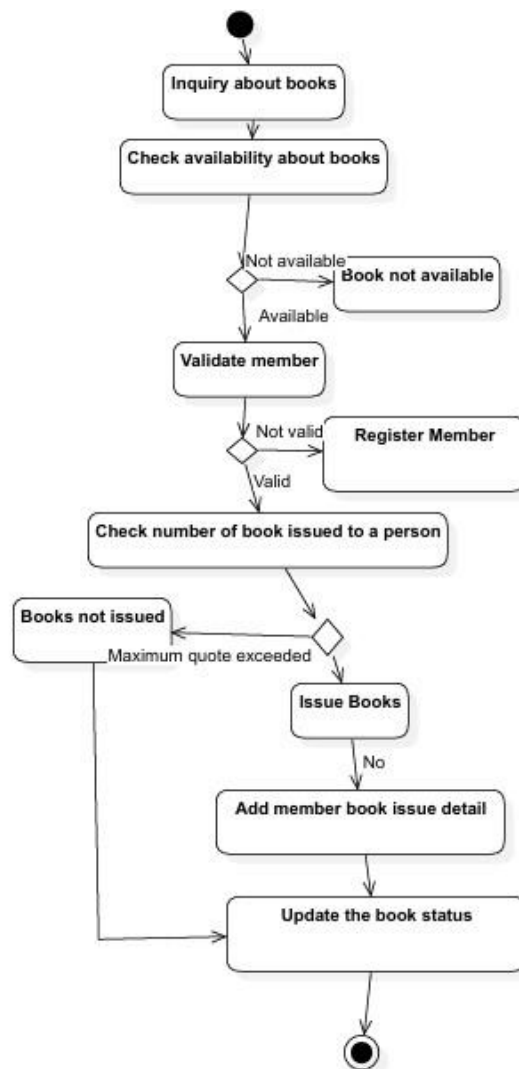 Inquiry about books
Check availability about books
Not available
Book not available
Available
Validate member
Not valid
Register Member
Valid
Check number of book issued to a person
Books not issued
Maximum quote exceeded
Issue Books
No
Add member book issue detail
Update the book status